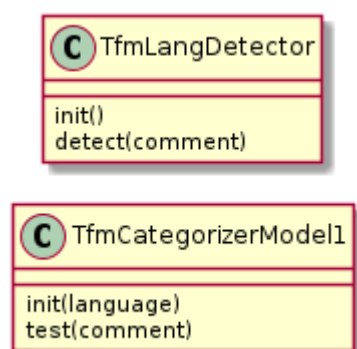 C TfmLangDetector
init()
detect(comment)
C TfmCategorizerModel1
init(language)
test(comment)